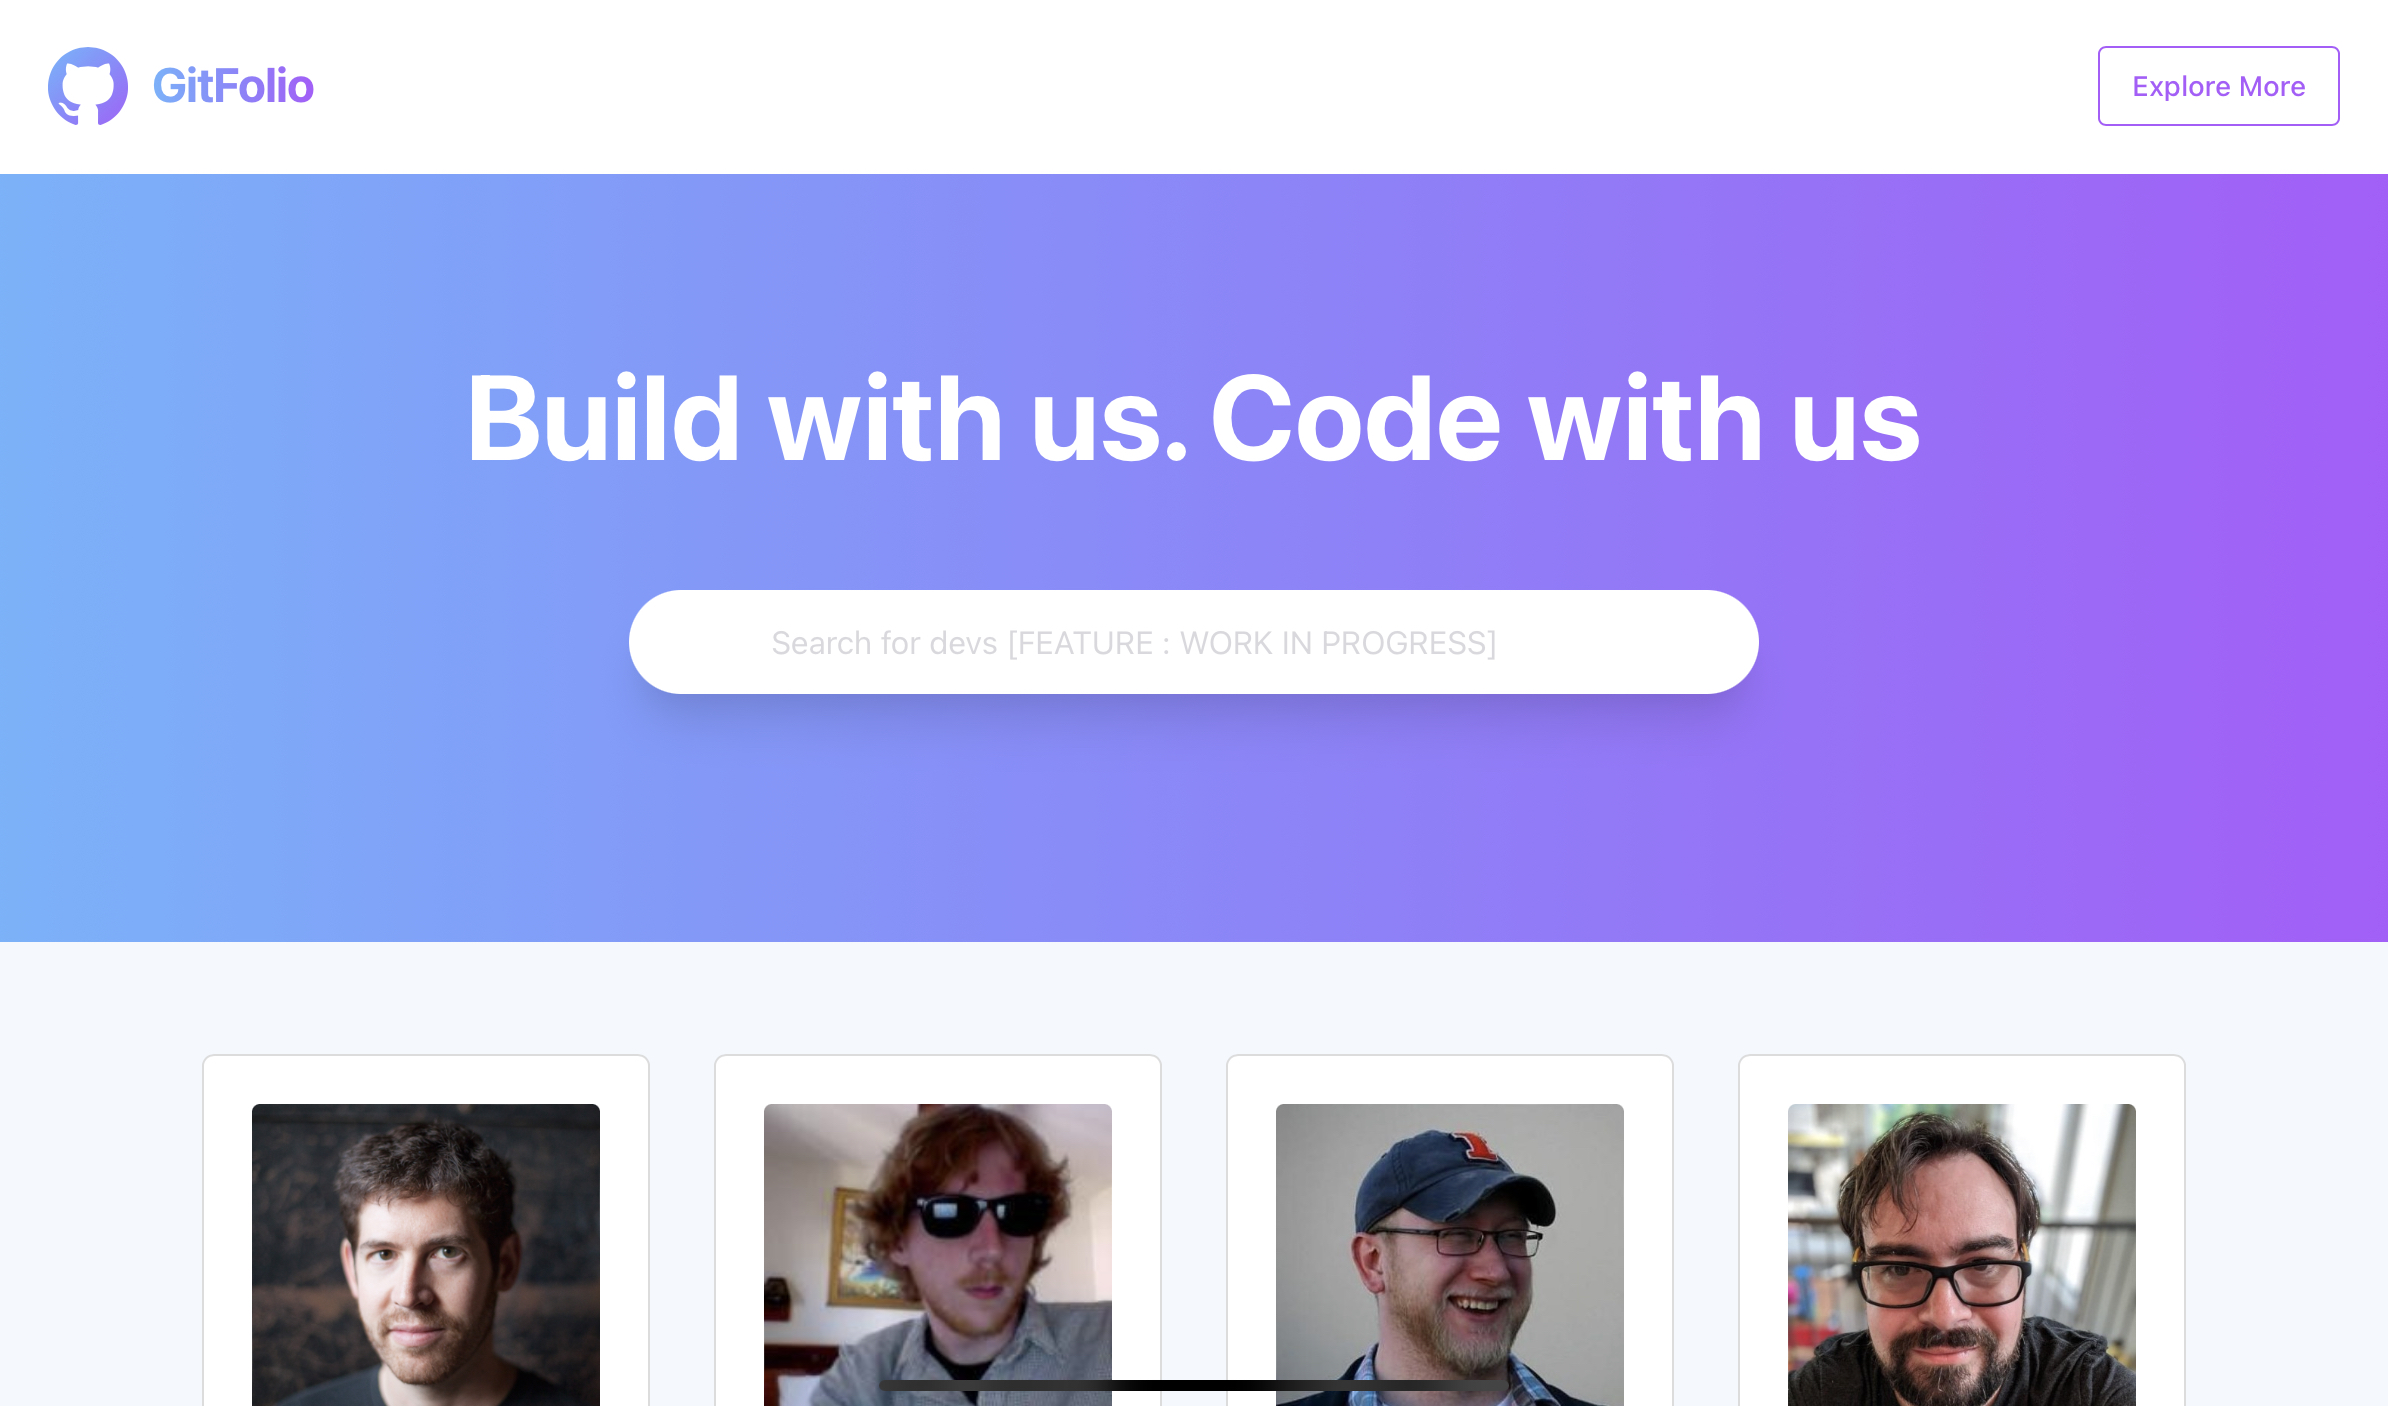 GitFolio
Explore More
Build with us. Code with us
Search for devs [FEATURE : WORK IN PROGRESS]